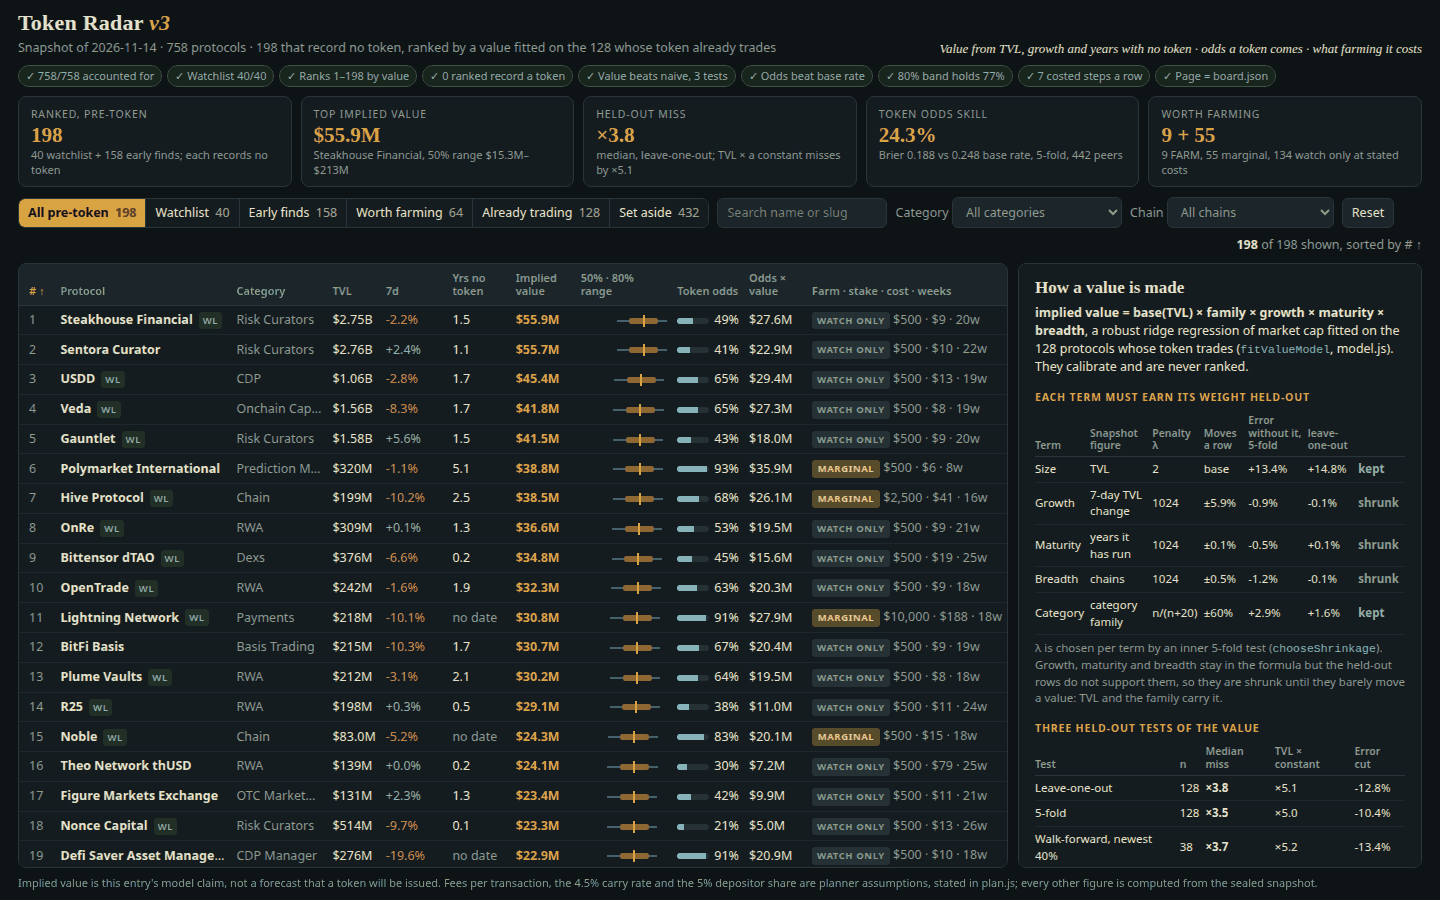 Token Radar v3
Snapshot of 2026-11-14 · 758 protocols · 198 that record no token, ranked by a value fitted on the 128 whose token already trades
Value from TVL, growth and years with no token · odds a token comes · what farming it costs
✓ 758/758 accounted for ✓ Watchlist 40/40 ✓ Ranks 1–198 by value ✓ 0 ranked record a token ✓ Value beats naive, 3 tests ✓ Odds beat base rate ✓ 80% band holds 77% ✓ 7 costed steps a row ✓ Page = board.json
RANKED, PRE-TOKEN
198
40 watchlist + 158 early finds; each records no
token
TOP IMPLIED VALUE
$55.9M
Steakhouse Financial, 50% range $15.3M–
$213M
HELD-OUT MISS
×3.8
median, leave-one-out; TVL × a constant misses
by ×5.1
TOKEN ODDS SKILL
24.3%
Brier 0.188 vs 0.248 base rate, 5-fold, 442 peers
WORTH FARMING
9 + 55
9 FARM, 55 marginal, 134 watch only at stated
costs
All pre-token 198 Watchlist 40 Early finds 158 Worth farming 64 Already trading 128 Set aside 432 Search name or slug Category All categories Chain All chains Reset
198 of 198 shown, sorted by # ↑
# ↑ Protocol Category TVL 7d Yrs no token Implied value 50% · 80% range Token odds Odds × value Farm · stake · cost · weeks
1 Steakhouse Financial WL Risk Curators $2.75B -2.2% 1.5 $55.9M 49% $27.6M WATCH ONLY $500 · $9 · 20w
2 Sentora Curator Risk Curators $2.76B +2.4% 1.1 $55.7M 41% $22.9M WATCH ONLY $500 · $10 · 22w
3 USDD WL CDP $1.06B -2.8% 1.7 $45.4M 65% $29.4M WATCH ONLY $500 · $13 · 19w
4 Veda WL Onchain Cap... $1.56B -8.3% 1.7 $41.8M 65% $27.3M WATCH ONLY $500 · $8 · 19w
5 Gauntlet WL Risk Curators $1.58B +5.6% 1.5 $41.5M 43% $18.0M WATCH ONLY $500 · $9 · 20w
6 Polymarket International Prediction M... $320M -1.1% 5.1 $38.8M 93% $35.9M MARGINAL $500 · $6 · 8w
7 Hive Protocol WL Chain $199M -10.2% 2.5 $38.5M 68% $26.1M MARGINAL $2,500 · $41 · 16w
8 OnRe WL RWA $309M +0.1% 1.3 $36.6M 53% $19.5M WATCH ONLY $500 · $9 · 21w
9 Bittensor dTAO WL Dexs $376M -6.6% 0.2 $34.8M 45% $15.6M WATCH ONLY $500 · $19 · 25w
10 OpenTrade WL RWA $242M -1.6% 1.9 $32.3M 63% $20.3M WATCH ONLY $500 · $9 · 18w
11 Lightning Network WL Payments $218M -10.1% no date $30.8M 91% $27.9M MARGINAL $10,000 · $188 · 18w
12 BitFi Basis Basis Trading $215M -10.3% 1.7 $30.7M 67% $20.4M WATCH ONLY $500 · $9 · 19w
13 Plume Vaults WL RWA $212M -3.1% 2.1 $30.2M 64% $19.5M WATCH ONLY $500 · $8 · 18w
14 R25 WL RWA $198M +0.3% 0.5 $29.1M 38% $11.0M WATCH ONLY $500 · $11 · 24w
15 Noble WL Chain $83.0M -5.2% no date $24.3M 83% $20.1M MARGINAL $500 · $15 · 18w
16 Theo Network thUSD RWA $139M +0.0% 0.2 $24.1M 30% $7.2M WATCH ONLY $500 · $79 · 25w
17 Figure Markets Exchange OTC Market... $131M +2.3% 1.3 $23.4M 42% $9.9M WATCH ONLY $500 · $11 · 21w
18 Nonce Capital WL Risk Curators $514M -9.7% 0.1 $23.3M 21% $5.0M WATCH ONLY $500 · $13 · 26w
19 Defi Saver Asset Manage... CDP Manager $276M -19.6% no date $22.9M 91% $20.9M WATCH ONLY $500 · $10 · 18w
How a value is made
implied value = base(TVL) × family × growth × maturity ×
breadth, a robust ridge regression of market cap fitted on the
128 protocols whose token trades (fitValueModel, model.js).
They calibrate and are never ranked.
EACH TERM MUST EARN ITS WEIGHT HELD-OUT
Term Snapshot figure Penalty λ Moves a row Error without it, 5-fold leave-one-out
Size TVL 2 base +13.4% +14.8% kept
Growth 7-day TVL change 1024 ±5.9% -0.9% -0.1% shrunk
Maturity years it has run 1024 ±0.1% -0.5% +0.1% shrunk
Breadth chains 1024 ±0.5% -1.2% -0.1% shrunk
Category category family n/(n+20) ±60% +2.9% +1.6% kept
λ is chosen per term by an inner 5-fold test (chooseShrinkage).
Growth, maturity and breadth stay in the formula but the held-out
rows do not support them, so they are shrunk until they barely move
a value: TVL and the family carry it.
THREE HELD-OUT TESTS OF THE VALUE
Test n Median miss TVL × constant Error cut
Leave-one-out 128 ×3.8 ×5.1 -12.8%
5-fold 128 ×3.5 ×5.0 -10.4%
Walk-forward, newest 40% 38 ×3.7 ×5.2 -13.4%
Implied value is this entry's model claim, not a forecast that a token will be issued. Fees per transaction, the 4.5% carry rate and the 5% depositor share are planner assumptions, stated in plan.js; every other figure is computed from the sealed snapshot.